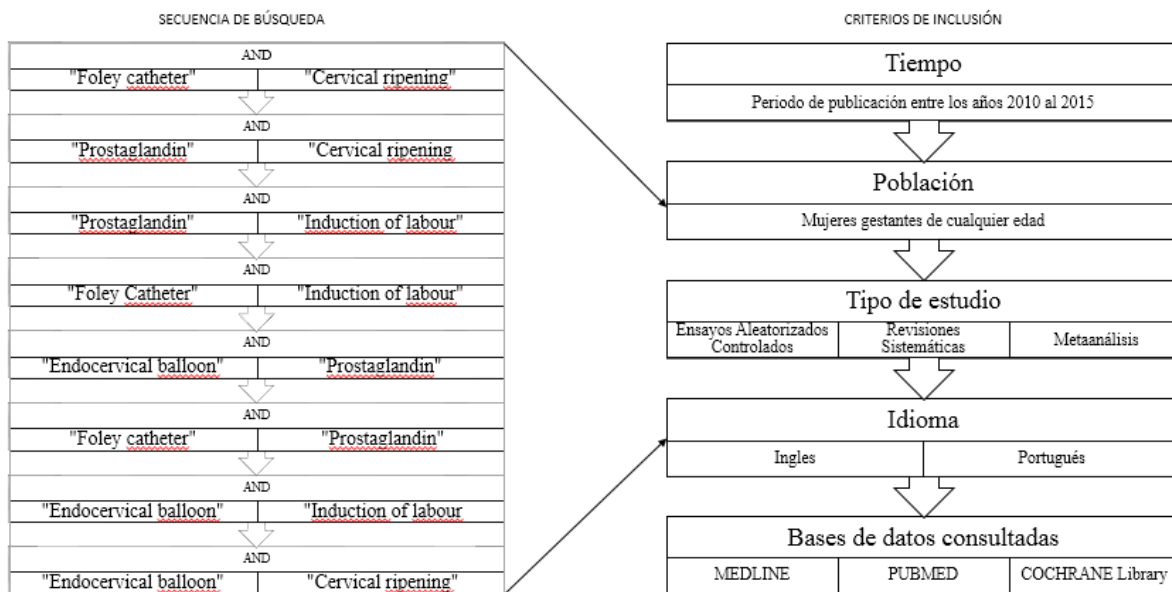 SECUENCIA DE BÚSQUEDA
AND
"Foley catheter" "Cervical ripening"
AND
"Prostaglandin" "Cervical ripening
AND
"Prostaglandin" "Induction of labour"
AND
"Foley Catheter" "Induction of labour"
AND
"Endocervical balloon" "Prostaglandin"
AND
"Foley catheter" "Prostaglandin"
AND
"Endocervical balloon" "Induction of labour
AND
"Endocervical balloon" "Cervical ripening"
CRITERIOS DE INCLUSIÓN
Tiempo
Periodo de publicación entre los años 2010 al 2015
Población
Mujeres gestantes de cualquier edad
Tipo de estudio
Ensayos Aleatorizados
Controlados
Revisiones
Sistemáticas
Metaanálisis
Idioma
Ingles Portugués
Bases de datos consultadas
MEDLINE PUBMED COCHRANE Library